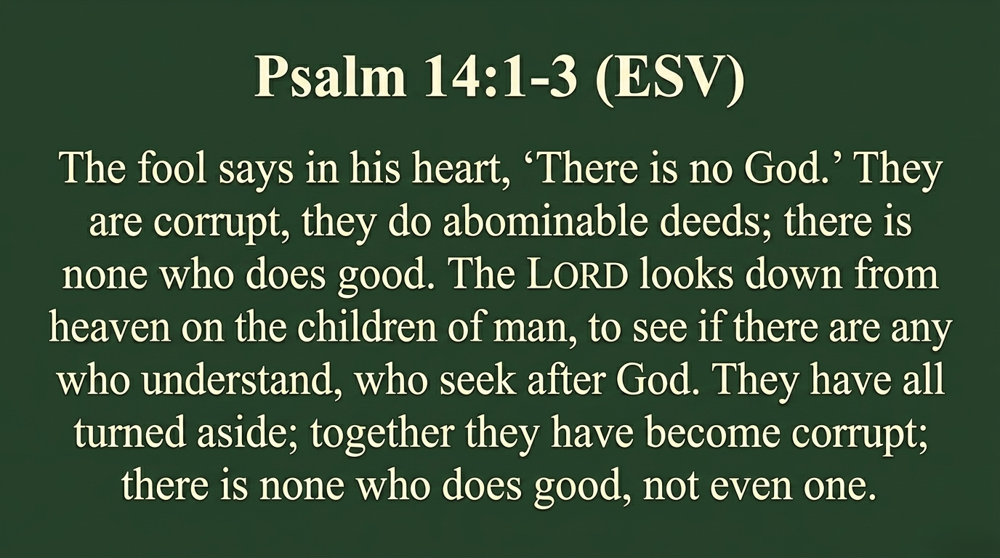 Psalm 14:1-3 (ESV)
The fool says in his heart, ‘There is no God.’ They
are corrupt, they do abominable deeds; there is
none who does good. The LORD looks down from
heaven on the children of man, to see if there are any
who understand, who seek after God. They have all
turned aside; together they have become corrupt;
there is none who does good, not even one.